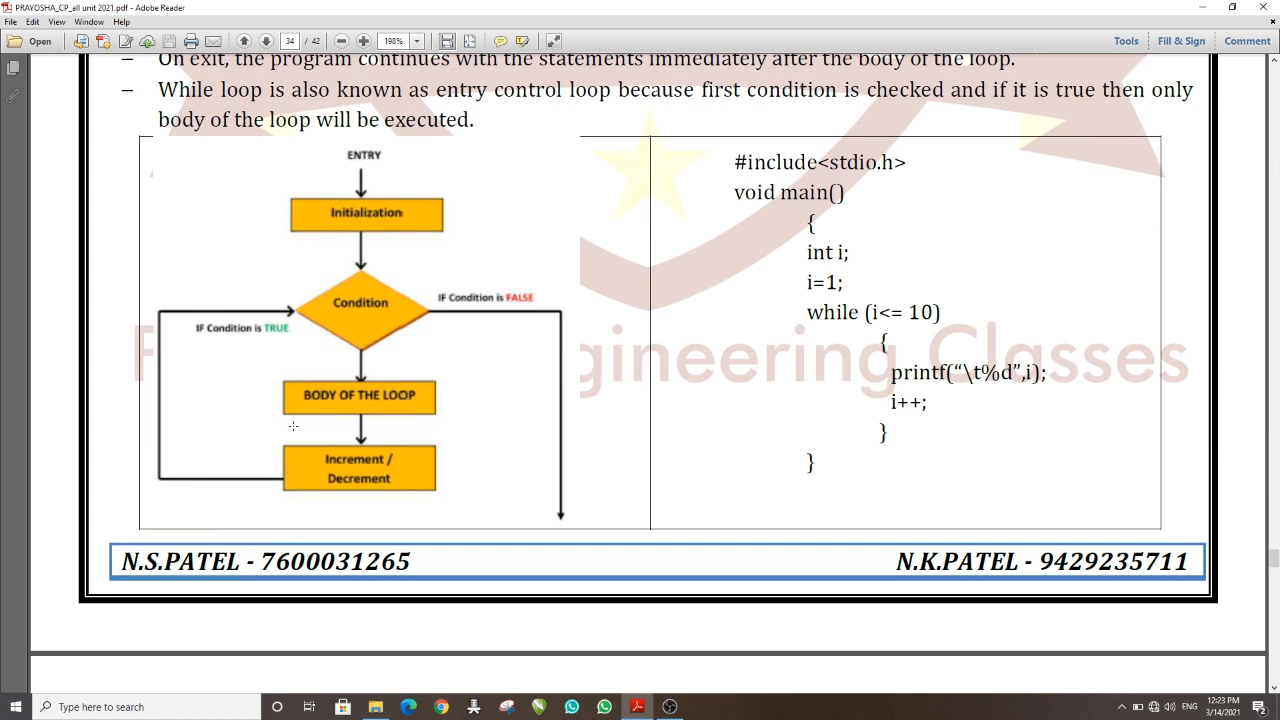 PRAYOSHA_CP_all unit 2021.pdf - Adobe Reader
File Edit View Window Help
Open 34 / 42 198% Tools Fill & Sign Comment
– On exit, the program continues with the statements immediately after the body of the loop.
– While loop is also known as entry control loop because first condition is checked and if it is true then only
body of the loop will be executed.
ENTRY
Initialization
Condition
IF Condition is FALSE
IF Condition is TRUE
BODY OF THE LOOP
Increment /
Decrement
#include<stdio.h>
void main()
{
int i;
i=1;
while (i<= 10)
{
printf(“\t%d”,i);
i++;
}
}
gineering Classes
N.S.PATEL - 7600031265 N.K.PATEL - 9429235711
Type here to search
ENG
12:23 PM
3/14/2021
2